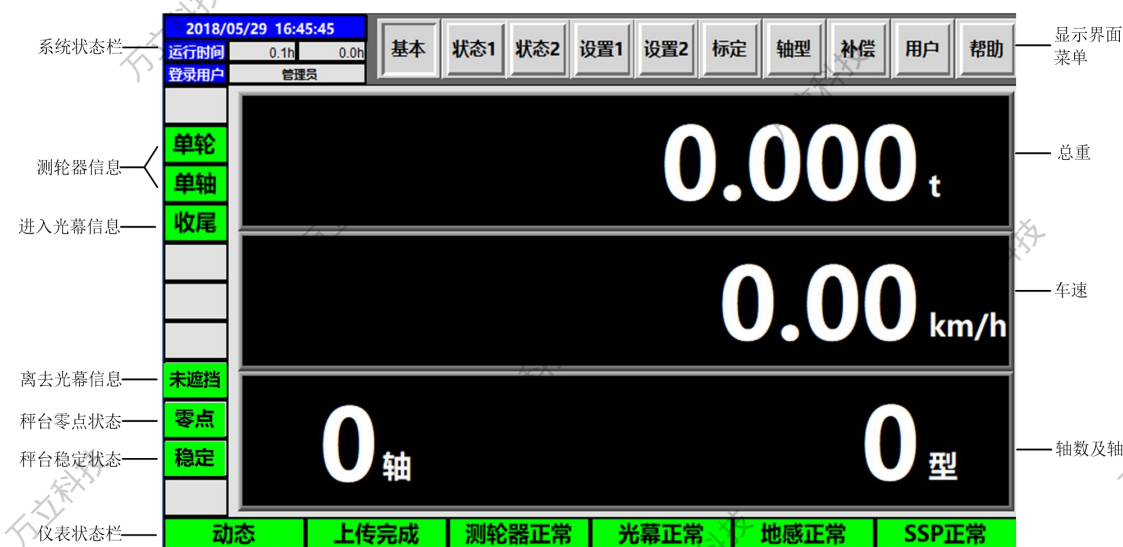 2018/05/29 16:45:45
系统状态栏
运行时间 0.1h 0.0h
登录用户 管理员
基本 状态1 状态2 设置1 设置2 标定 轴型 补偿 用户 帮助
显示界面
菜单
单轮
测轮器信息
单轴
进入光幕信息
收尾
0.000 t
总重
0.00 km/h
车速
离去光幕信息
未遮挡
秤台零点状态
零点
秤台稳定状态
稳定
0 轴
0 型
轴数及轴
仪表状态栏
动态 上传完成 测轮器正常 光幕正常 地感正常 SSP正常
万立科技